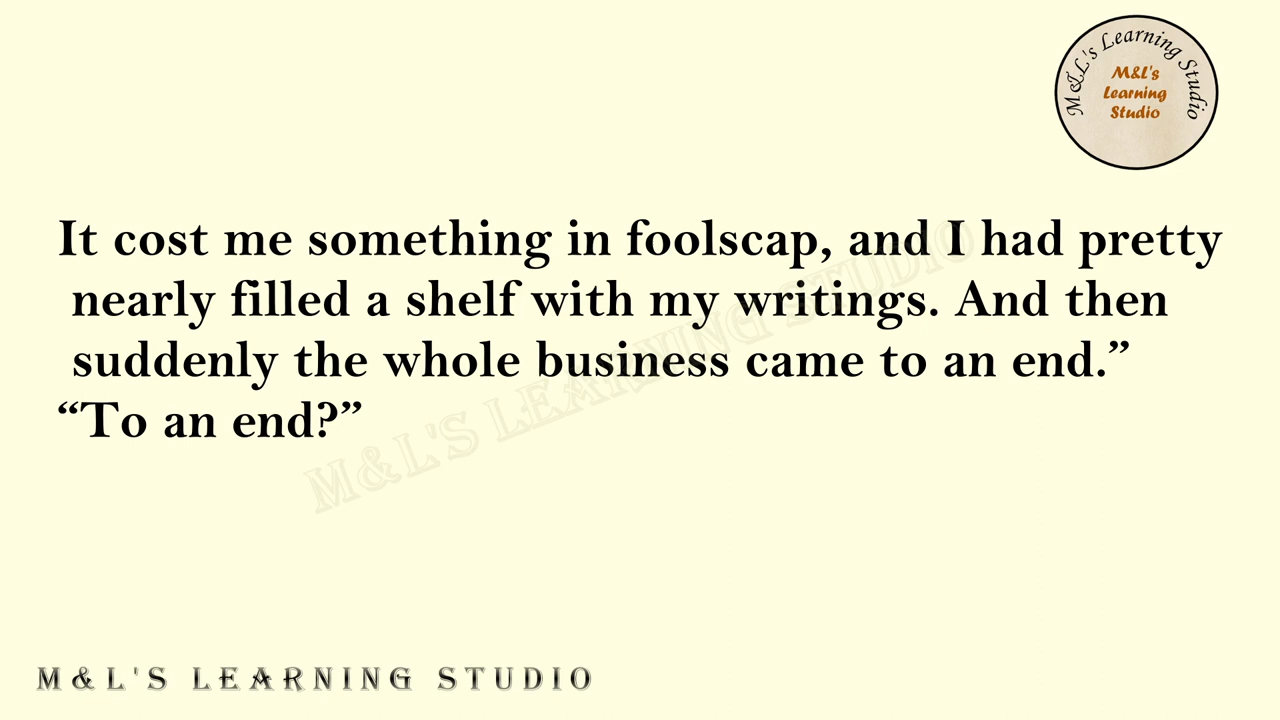 M&L's Learning Studio
M&L's
Learning
Studio
It cost me something in foolscap, and I had pretty
nearly filled a shelf with my writings. And then
suddenly the whole business came to an end.”
“To an end?”
M&L'S LEARNING STUDIO
M&L'S LEARNING STUDIO